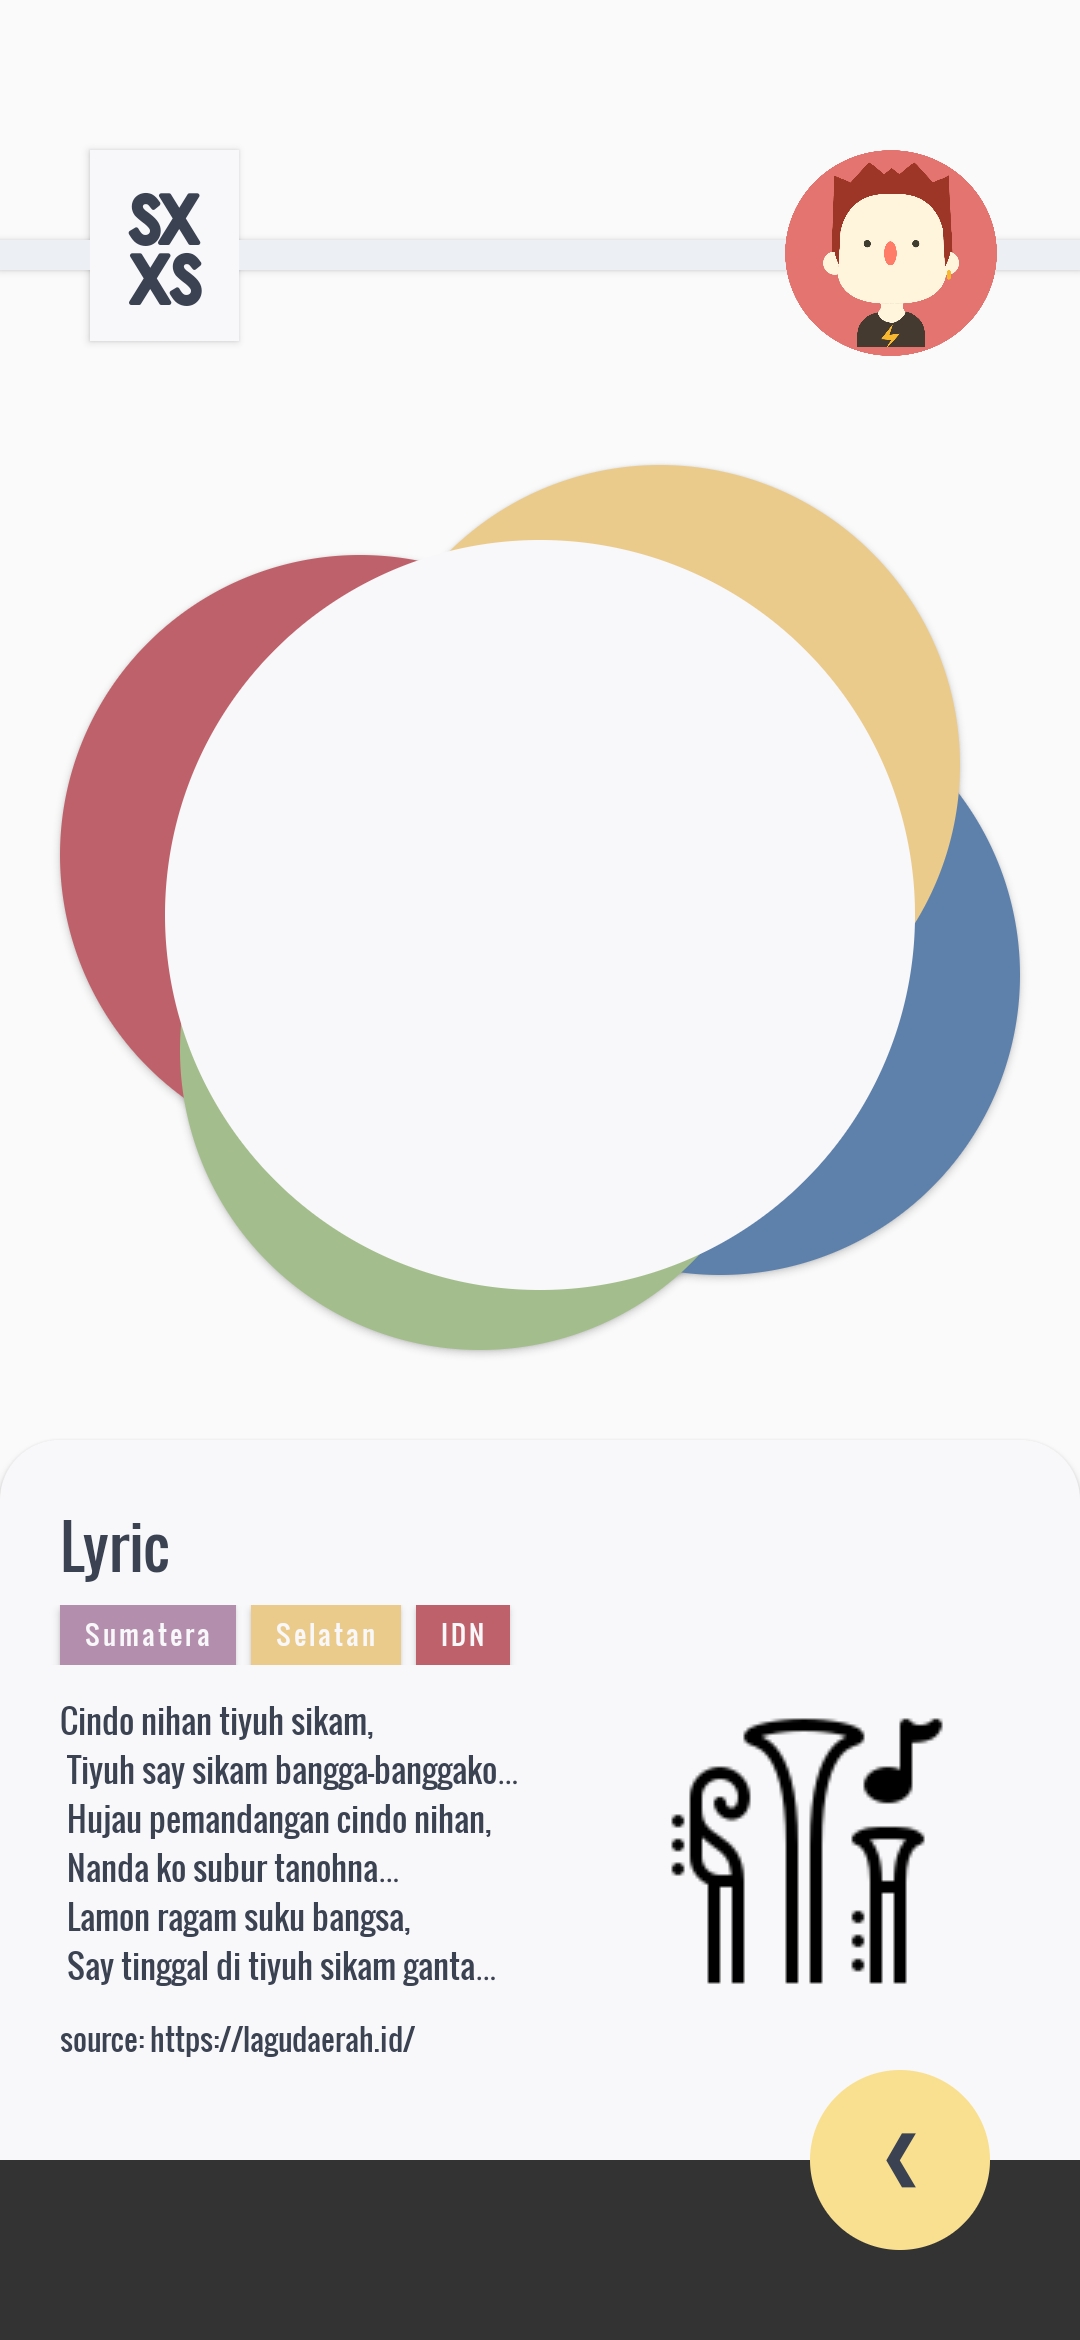 SX
XS
Lyric
Sumatera Selatan IDN
Cindo nihan tiyuh sikam,
Tiyuh say sikam bangga-banggako...
Hujau pemandangan cindo nihan,
Nanda ko subur tanohna...
Lamon ragam suku bangsa,
Say tinggal di tiyuh sikam ganta...
source: https://lagudaerah.id/